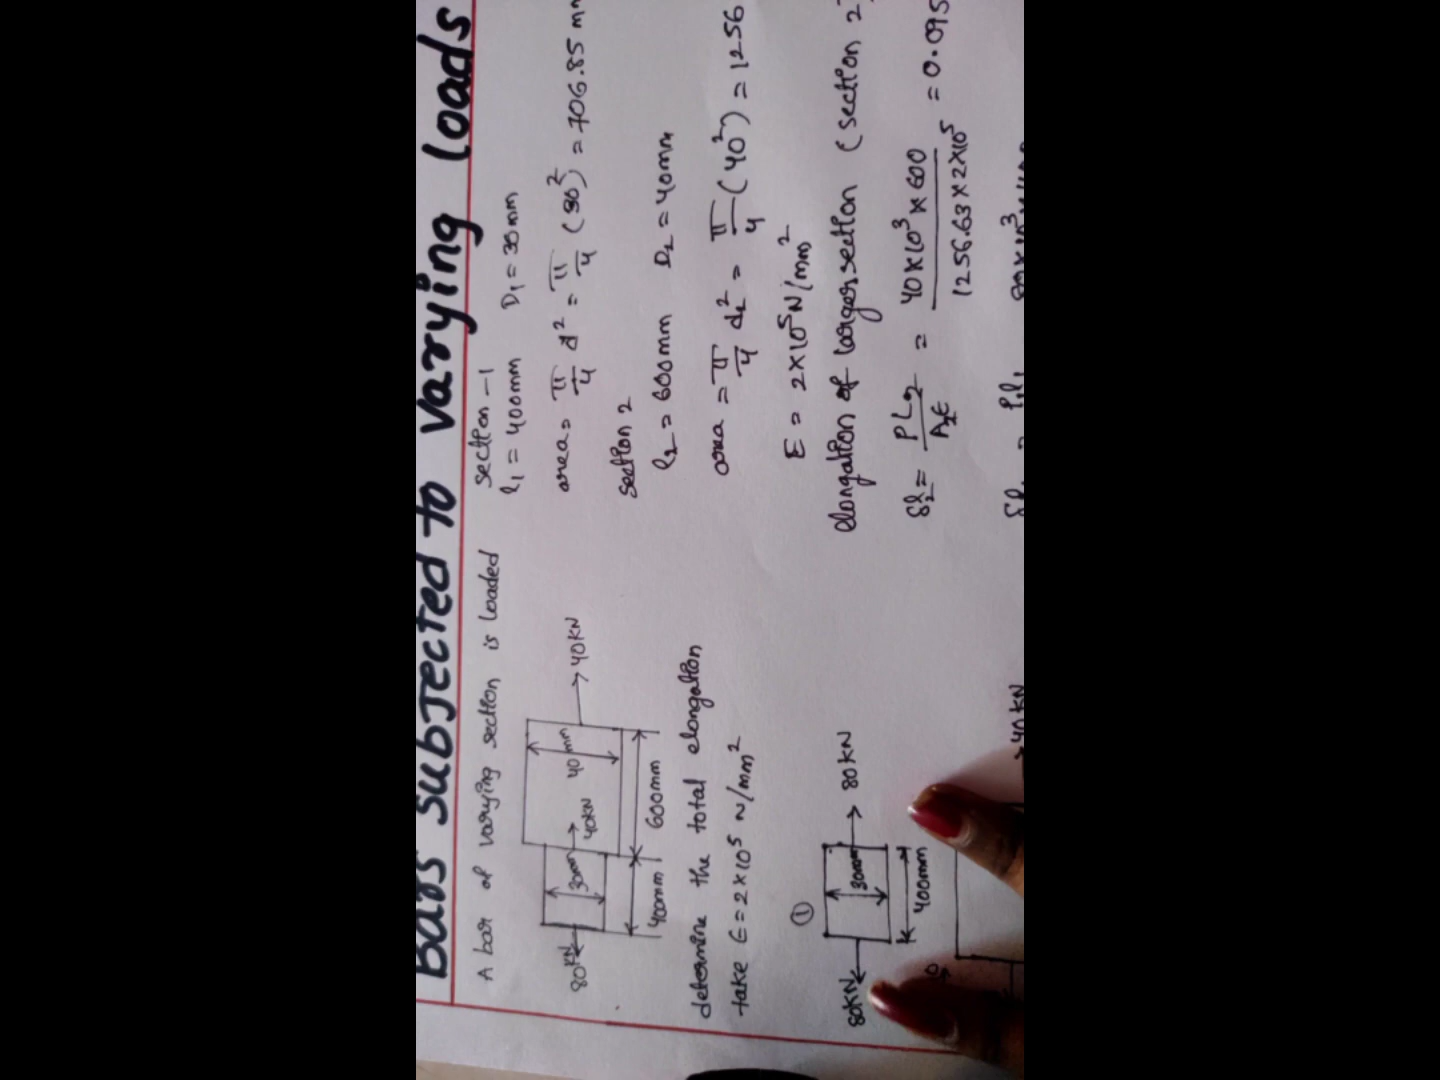 Bars subjected to varying loads
A bar of varying section is loaded
80KN
30mm
40KN
40 mm
40KN
400mm
600mm
determine the total elongation
take E = 2×10⁵ N/mm²
①
80KN
30mm
80KN
400mm
40KN
section -1
l₁ = 400mm D₁ = 30mm
area = π/4 d² = π/4 (30²) = 706.85 m
section 2
l₂ = 600mm D₂ = 40mm
area = π/4 d₂² = π/4 (40²) = 1256
E = 2×10⁵ N/mm²
elongation of larger section (section 2
δl₂ = PL₂/A₂E = 40×10³×600/1256.63×2×10⁵ = 0.095